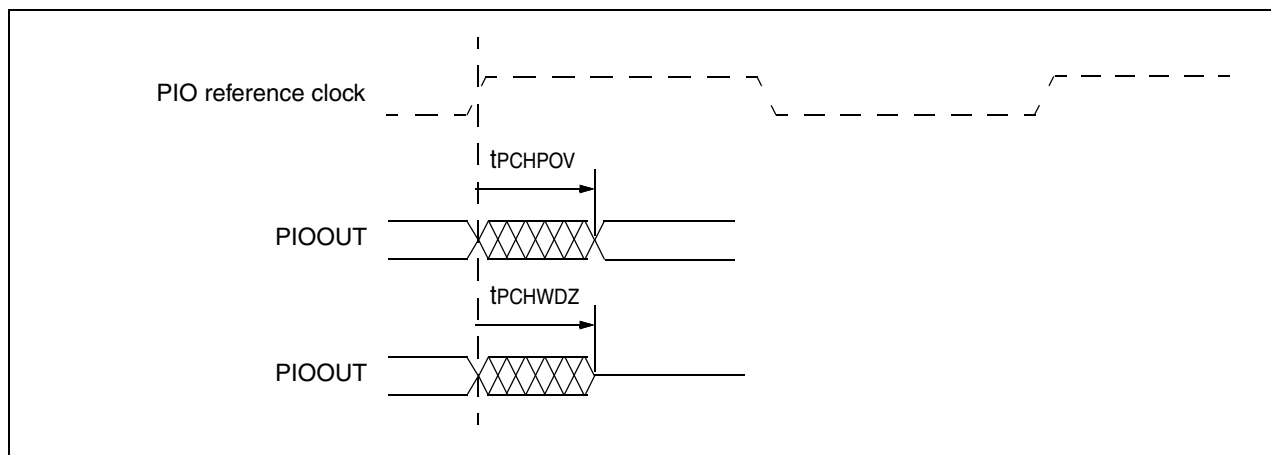 PIO reference clock
tPCHPOV
PIOOUT
tPCHWDZ
PIOOUT